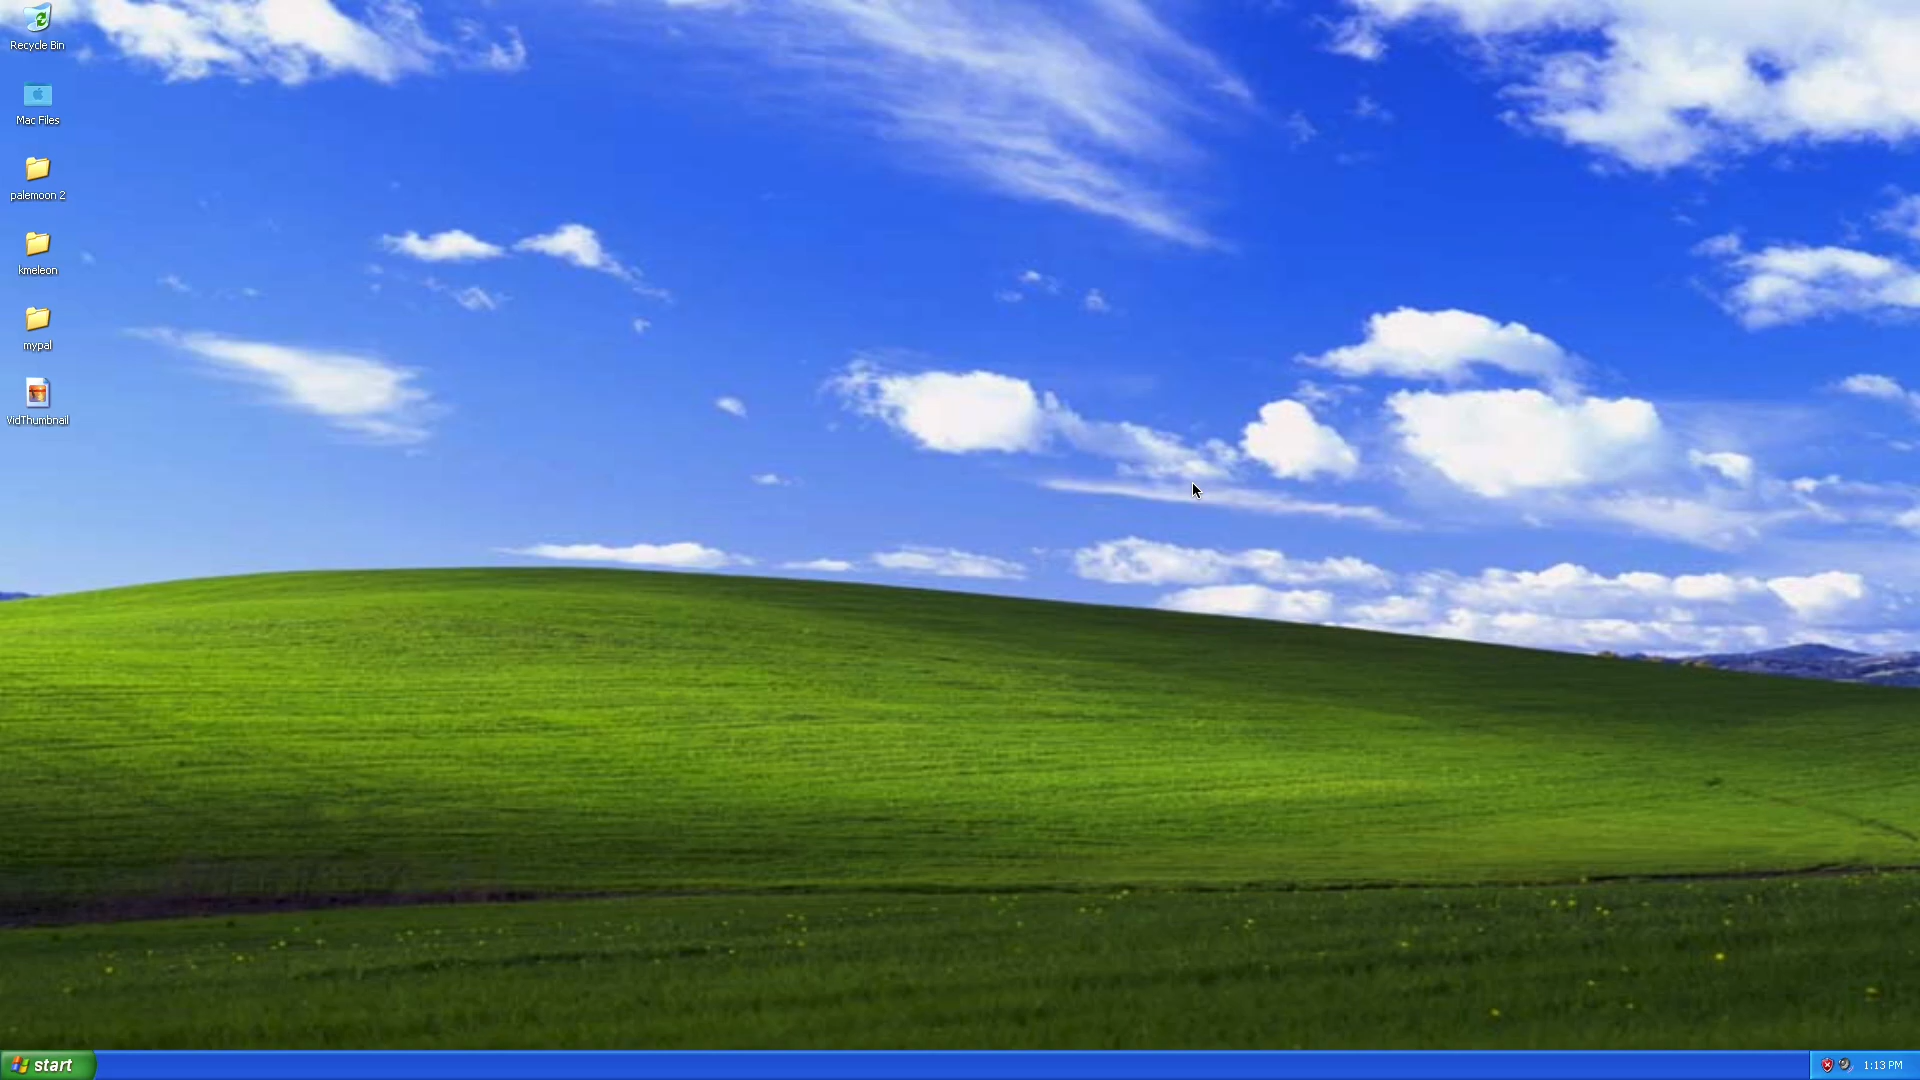 Recycle Bin
Mac Files
palemoon 2
kmeleon
mypal
VidThumbnail
start
1:13 PM